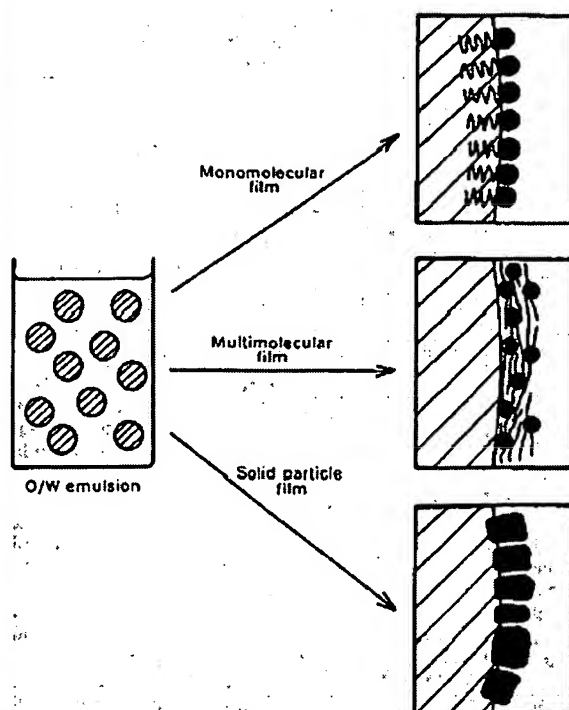 Monomolecular
film
Multimolecular
film
Solid particle
film
O/W emulsion